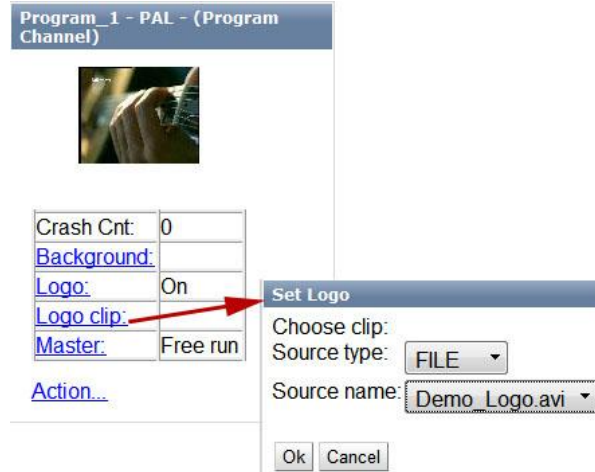 Program_1 - PAL - (Program
Channel)
Crash Cnt: 0
Background:
Logo: On
Logo clip:
Master: Free run
Action...
Set Logo
Choose clip:
Source type: FILE
Source name: Demo_Logo.avi
Ok Cancel